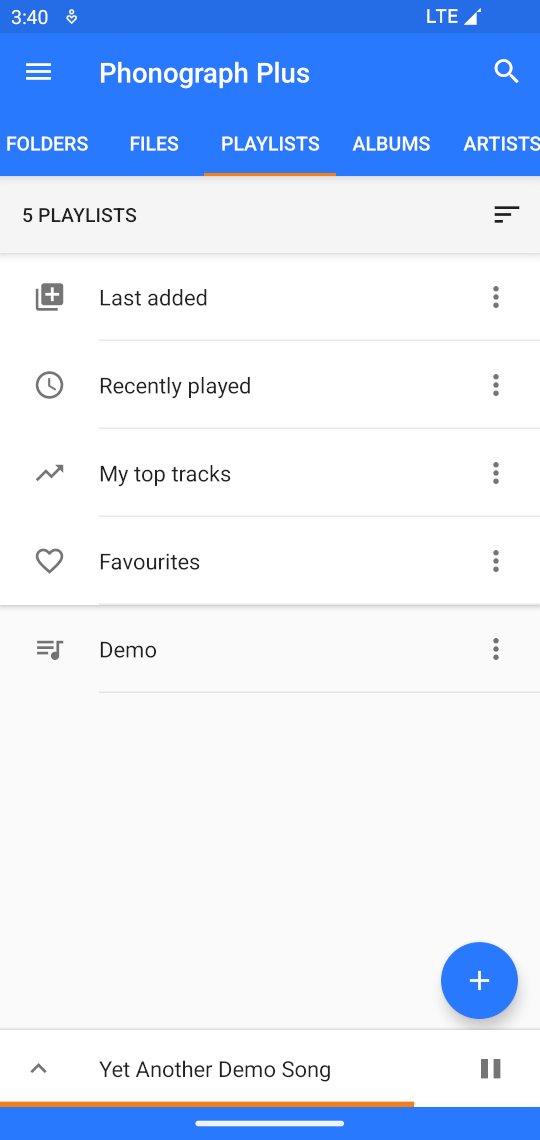 3:40
LTE
Phonograph Plus
FOLDERS FILES PLAYLISTS ALBUMS ARTISTS
5 PLAYLISTS
Last added
Recently played
My top tracks
Favourites
Demo
Yet Another Demo Song